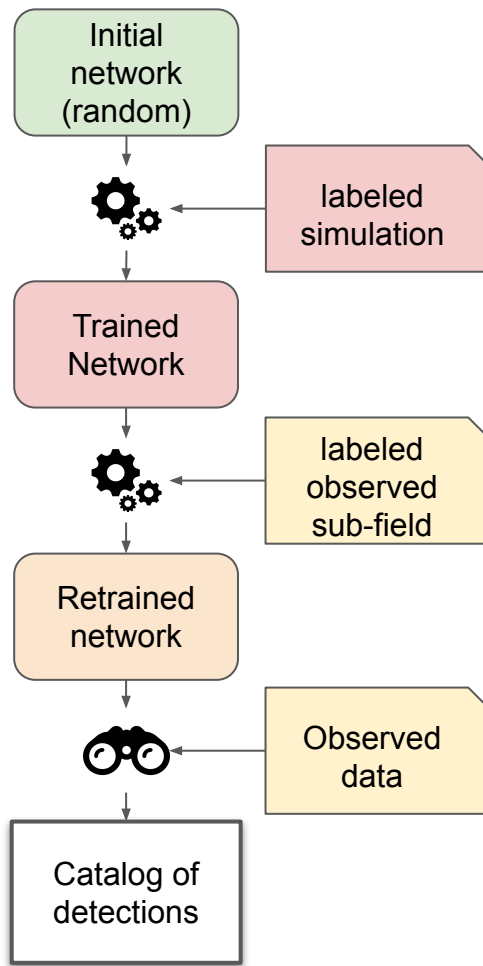 Initial
network
(random)
labeled
simulation
Trained
Network
labeled
observed
sub-field
Retrained
network
Observed
data
Catalog of
detections